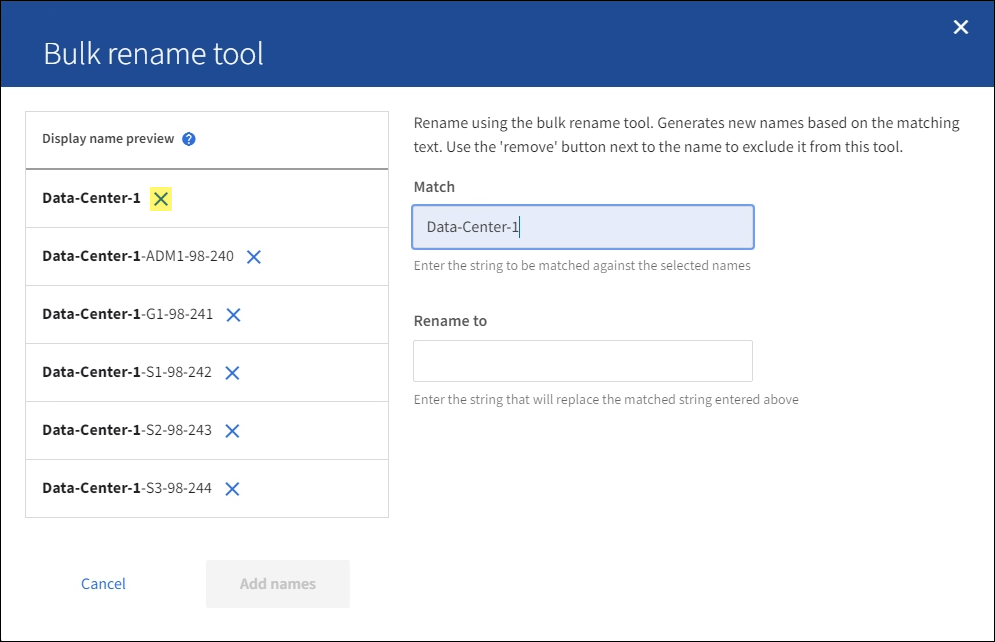 Bulk rename tool
Display name preview
Data-Center-1
Data-Center-1-ADM1-98-240
Data-Center-1-G1-98-241
Data-Center-1-S1-98-242
Data-Center-1-S2-98-243
Data-Center-1-S3-98-244
Rename using the bulk rename tool. Generates new names based on the matching
text. Use the 'remove' button next to the name to exclude it from this tool.
Match
Data-Center-1
Enter the string to be matched against the selected names
Rename to
Enter the string that will replace the matched string entered above
Cancel
Add names